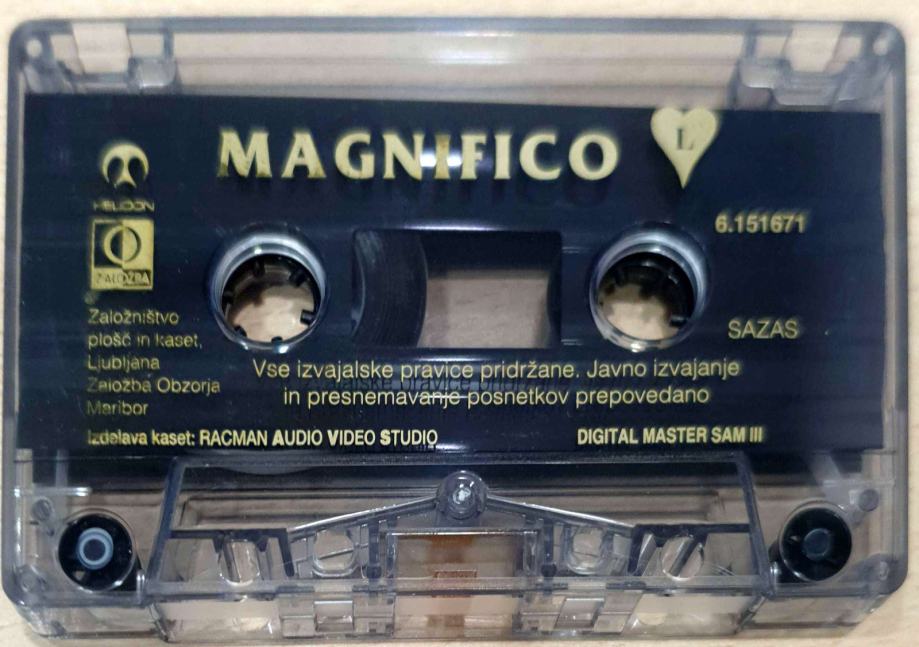 MAGNIFICO
L
HELIDON
ZALOŽBA
6.151671
SAZAS
Založništvo
plošč in kaset,
Ljubljana
Založba Obzorja
Maribor
Vse izvajalske pravice pridržane. Javno izvajanje
in presnemavanje posnetkov prepovedano
Izdelava kaset: RACMAN AUDIO VIDEO STUDIO
DIGITAL MASTER SAM III